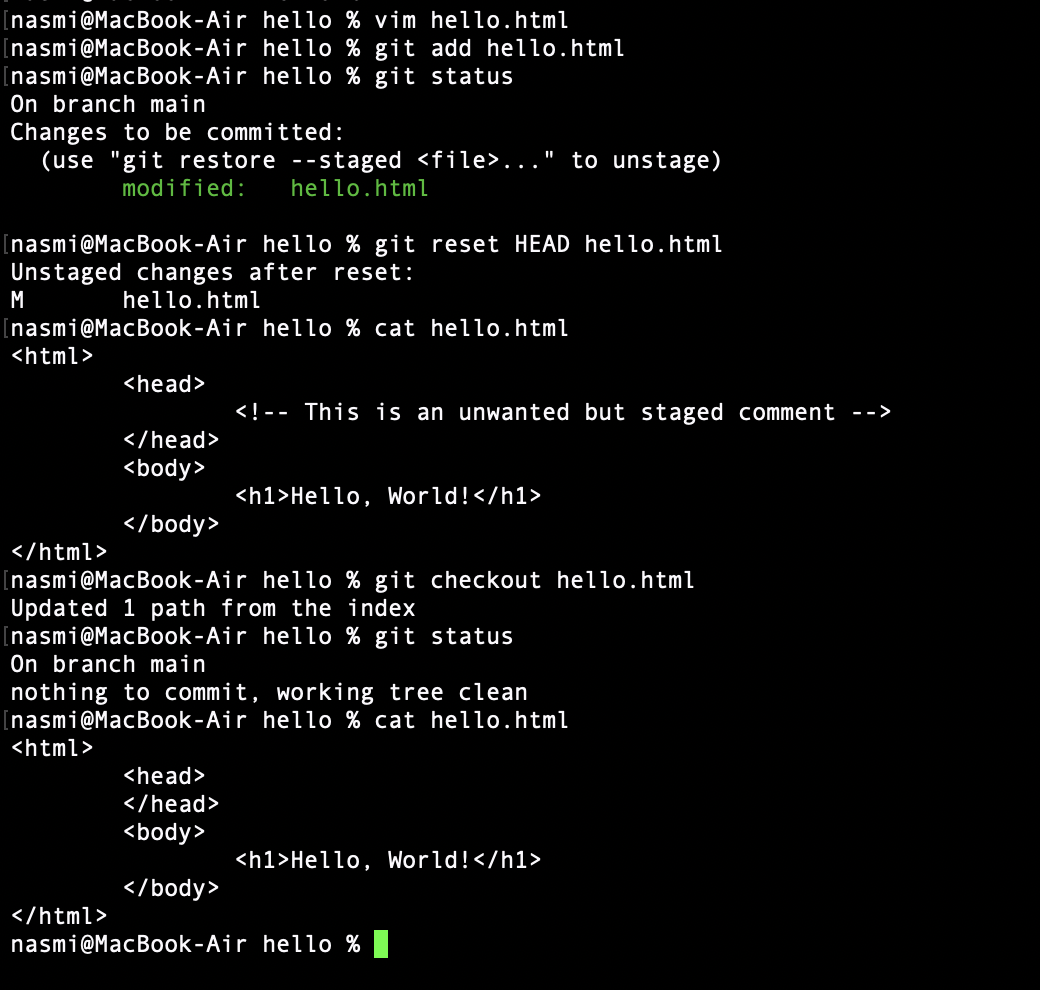 [nasmi@MacBook-Air hello % vim hello.html
[nasmi@MacBook-Air hello % git add hello.html
[nasmi@MacBook-Air hello % git status
On branch main
Changes to be committed:
  (use "git restore --staged <file>..." to unstage)
        modified:   hello.html

[nasmi@MacBook-Air hello % git reset HEAD hello.html
Unstaged changes after reset:
M       hello.html
[nasmi@MacBook-Air hello % cat hello.html
<html>
        <head>
                <!-- This is an unwanted but staged comment -->
        </head>
        <body>
                <h1>Hello, World!</h1>
        </body>
</html>
[nasmi@MacBook-Air hello % git checkout hello.html
Updated 1 path from the index
[nasmi@MacBook-Air hello % git status
On branch main
nothing to commit, working tree clean
[nasmi@MacBook-Air hello % cat hello.html
<html>
        <head>
        </head>
        <body>
                <h1>Hello, World!</h1>
        </body>
</html>
nasmi@MacBook-Air hello %